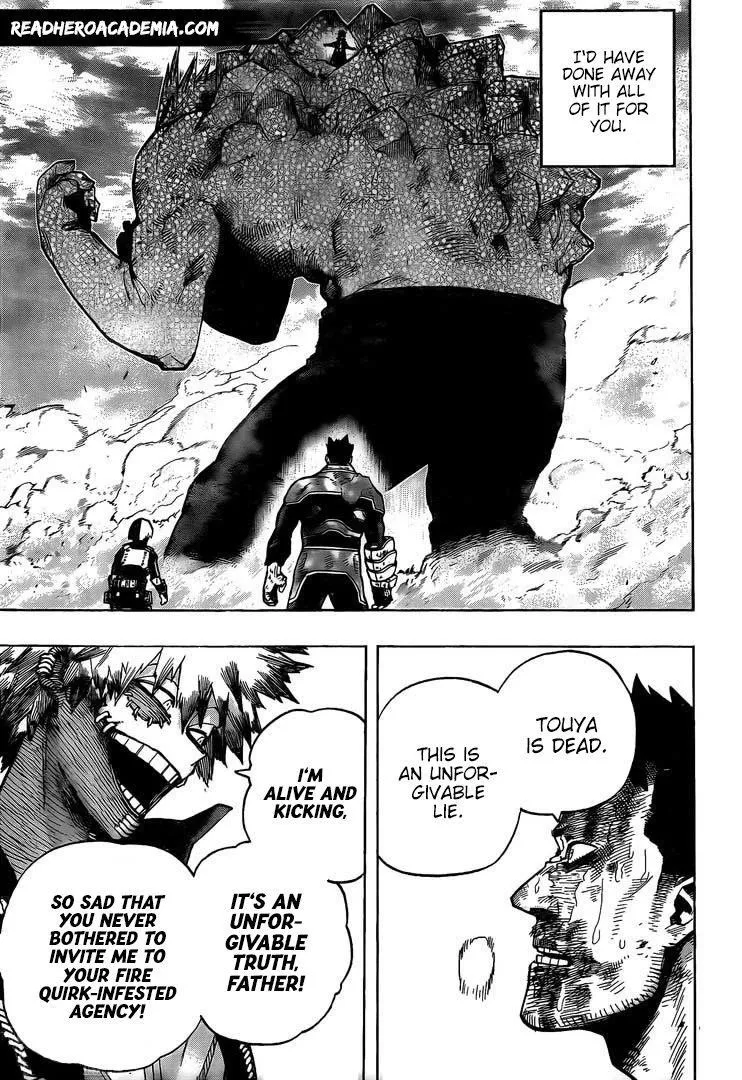 READHEROACADEMIA.COM
I'D HAVE
DONE AWAY
WITH ALL
OF IT FOR
YOU.
TOUYA
IS DEAD.
THIS IS
AN UNFOR-
GIVABLE
LIE.
I'M
ALIVE AND
KICKING,
IT'S AN
UNFOR-
GIVABLE
TRUTH,
FATHER!
SO SAD THAT
YOU NEVER
BOTHERED TO
INVITE ME TO
YOUR FIRE
QUIRK-INFESTED
AGENCY!